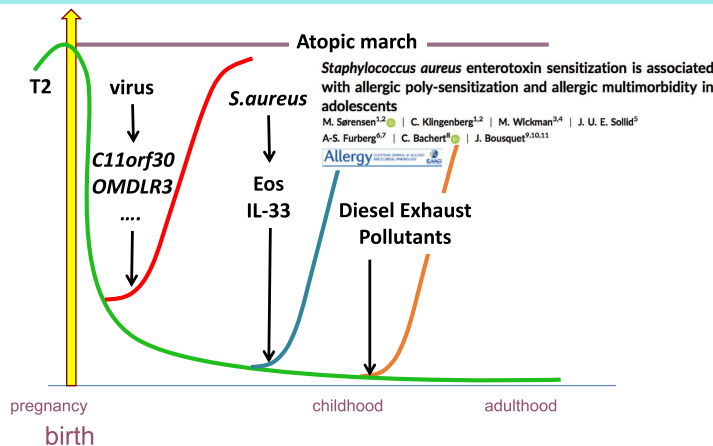 Atopic march
T2
virus
C11orf30
OMDLR3
....
S.aureus
Eos
IL-33
Staphylococcus aureus enterotoxin sensitization is associated
with allergic poly-sensitization and allergic multimorbidity in
adolescents
M. Sørensen1,2 | C. Klingenberg1,2 | M. Wickman3,4 | J. U. E. Sollid5
A-S. Furberg6,7 | C. Bachert8 | J. Bousquet9,10,11
Allergy
Diesel Exhaust
Pollutants
pregnancy
childhood
adulthood
birth